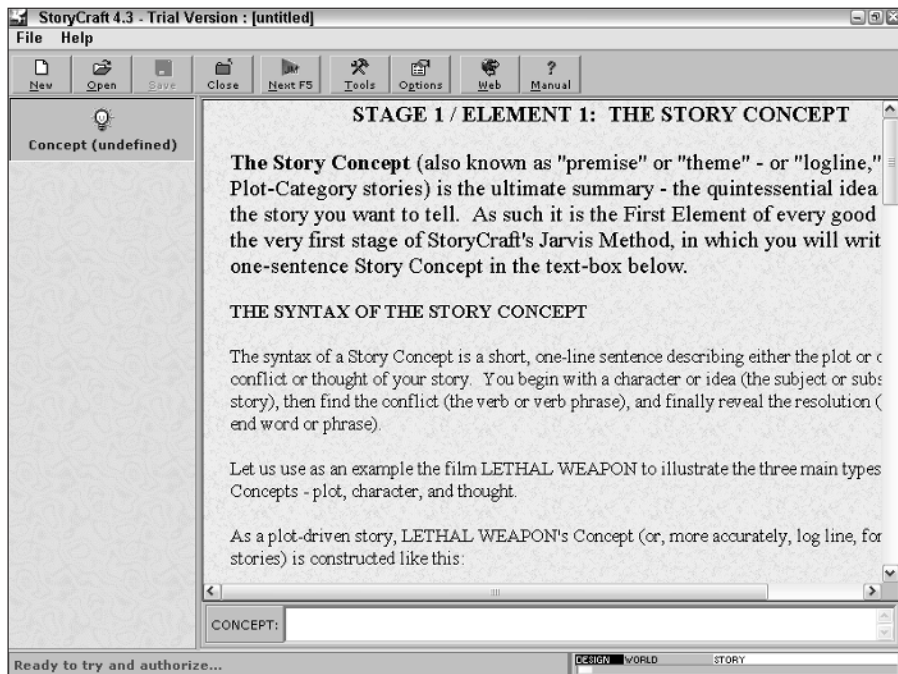 StoryCraft 4.3 - Trial Version : [untitled]
File Help
New Open Save Close Next F5 Tools Options Web Manual
Concept (undefined)
STAGE 1 / ELEMENT 1: THE STORY CONCEPT
The Story Concept (also known as "premise" or "theme" - or "logline,"
Plot-Category stories) is the ultimate summary - the quintessential idea
the story you want to tell. As such it is the First Element of every good
the very first stage of StoryCraft's Jarvis Method, in which you will writ
one-sentence Story Concept in the text-box below.
THE SYNTAX OF THE STORY CONCEPT
The syntax of a Story Concept is a short, one-line sentence describing either the plot or c
conflict or thought of your story. You begin with a character or idea (the subject or subs
story), then find the conflict (the verb or verb phrase), and finally reveal the resolution (
end word or phrase).
Let us use as an example the film LETHAL WEAPON to illustrate the three main types
Concepts - plot, character, and thought.
As a plot-driven story, LETHAL WEAPON's Concept (or, more accurately, log line, for
stories) is constructed like this:
CONCEPT:
Ready to try and authorize...
DESIGN WORLD STORY